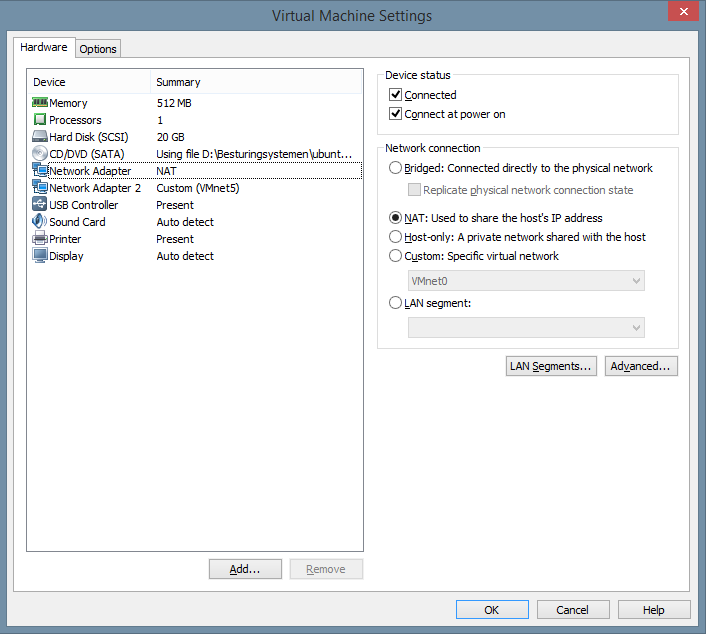 Virtual Machine Settings
Hardware
Options
Device Summary
Memory 512 MB
Processors 1
Hard Disk (SCSI) 20 GB
CD/DVD (SATA) Using file D:\Besturingsystemen\ubunt...
Network Adapter NAT
Network Adapter 2 Custom (VMnet5)
USB Controller Present
Sound Card Auto detect
Printer Present
Display Auto detect
Add...
Remove
Device status
Connected
Connect at power on
Network connection
Bridged: Connected directly to the physical network
Replicate physical network connection state
NAT: Used to share the host's IP address
Host-only: A private network shared with the host
Custom: Specific virtual network
VMnet0
LAN segment:
LAN Segments...
Advanced...
OK
Cancel
Help